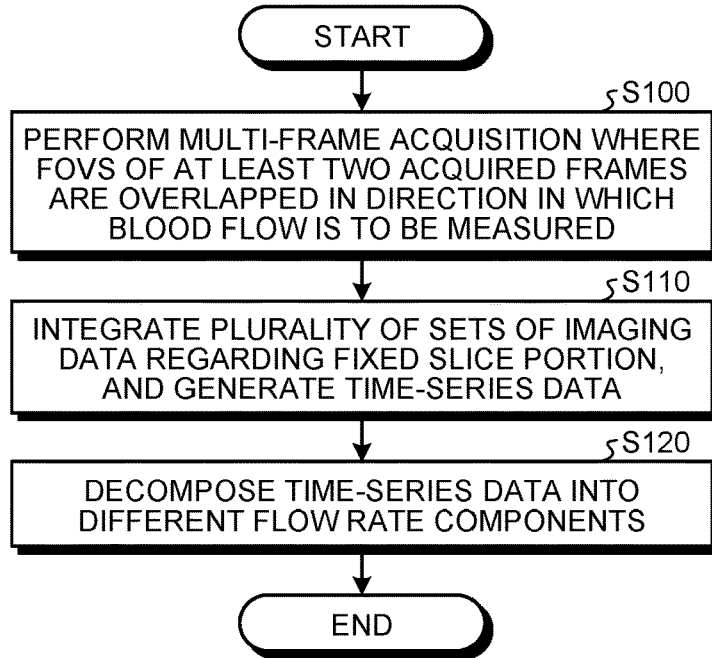 START
S100
PERFORM MULTI-FRAME ACQUISITION WHERE
FOVS OF AT LEAST TWO ACQUIRED FRAMES
ARE OVERLAPPED IN DIRECTION IN WHICH
BLOOD FLOW IS TO BE MEASURED
S110
INTEGRATE PLURALITY OF SETS OF IMAGING
DATA REGARDING FIXED SLICE PORTION,
AND GENERATE TIME-SERIES DATA
S120
DECOMPOSE TIME-SERIES DATA INTO
DIFFERENT FLOW RATE COMPONENTS
END